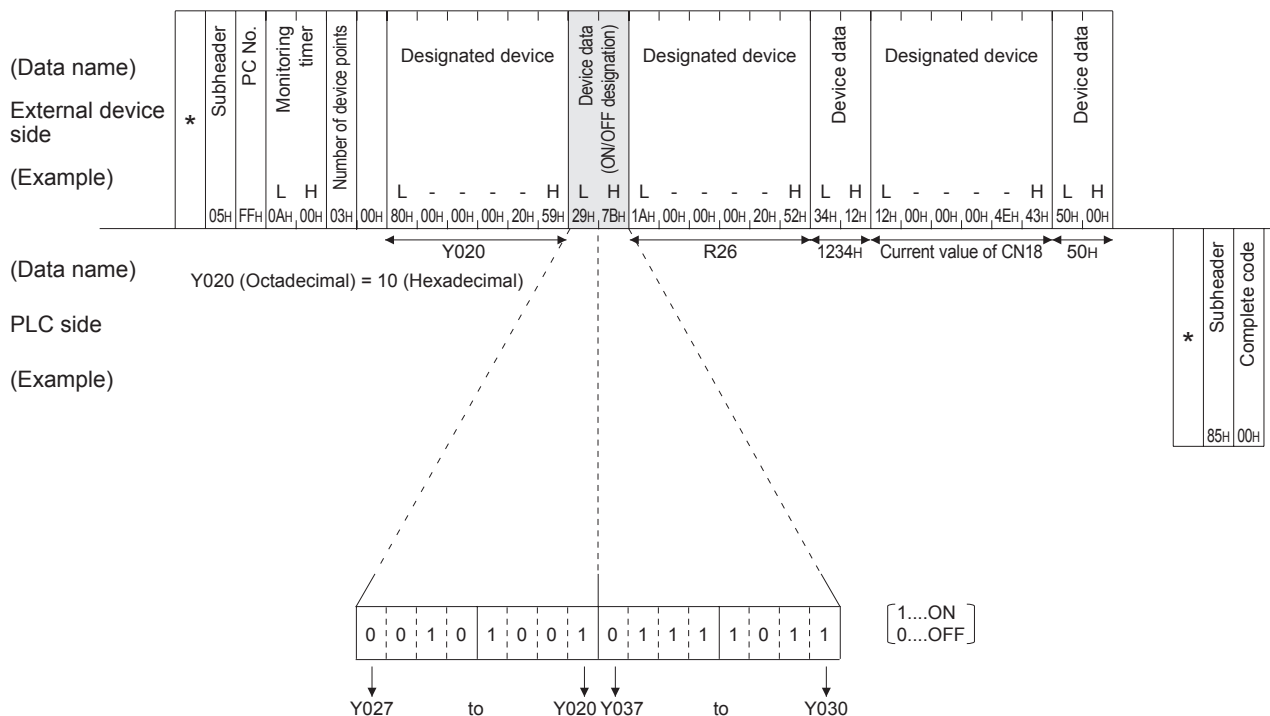 (Data name)
External device side
(Example)
*
Subheader
PC No.
Monitoring timer
Number of device points
Designated device
Device data (ON/OFF designation)
Designated device
Device data
Designated device
Device data
L H L - - - - H L H L - - - - H L H L - - - - H L H
05H FFH 0AH 00H 03H 00H 80H 00H 00H 00H 20H 59H 29H 7BH 1AH 00H 00H 00H 20H 52H 34H 12H 12H 00H 00H 00H 4EH 43H 50H 00H
Y020 R26 1234H Current value of CN18 50H
(Data name)
Y020 (Octadecimal) = 10 (Hexadecimal)
PLC side
(Example)
*
Subheader
Complete code
85H 00H
0 0 1 0 1 0 0 1 0 1 1 1 1 0 1 1
1....ON
0....OFF
Y027 to Y020 Y037 to Y030